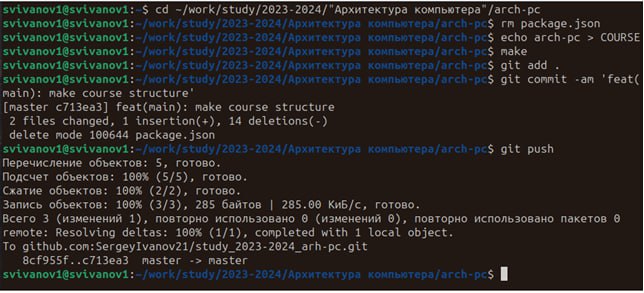 svivanov1@svivanov1:~$ cd ~/work/study/2023-2024/"Архитектура компьютера"/arch-pc
svivanov1@svivanov1:~/work/study/2023-2024/Архитектура компьютера/arch-pc$ rm package.json
svivanov1@svivanov1:~/work/study/2023-2024/Архитектура компьютера/arch-pc$ echo arch-pc > COURSE
svivanov1@svivanov1:~/work/study/2023-2024/Архитектура компьютера/arch-pc$ make
svivanov1@svivanov1:~/work/study/2023-2024/Архитектура компьютера/arch-pc$ git add .
svivanov1@svivanov1:~/work/study/2023-2024/Архитектура компьютера/arch-pc$ git commit -am 'feat(
main): make course structure'
[master c713ea3] feat(main): make course structure
 2 files changed, 1 insertion(+), 14 deletions(-)
 delete mode 100644 package.json
svivanov1@svivanov1:~/work/study/2023-2024/Архитектура компьютера/arch-pc$ git push
Перечисление объектов: 5, готово.
Подсчет объектов: 100% (5/5), готово.
Сжатие объектов: 100% (2/2), готово.
Запись объектов: 100% (3/3), 285 байтов | 285.00 КиБ/с, готово.
Всего 3 (изменений 1), повторно использовано 0 (изменений 0), повторно использовано пакетов 0
remote: Resolving deltas: 100% (1/1), completed with 1 local object.
To github.com:SergeyIvanov21/study_2023-2024_arh-pc.git
   8cf955f..c713ea3  master -> master
svivanov1@svivanov1:~/work/study/2023-2024/Архитектура компьютера/arch-pc$